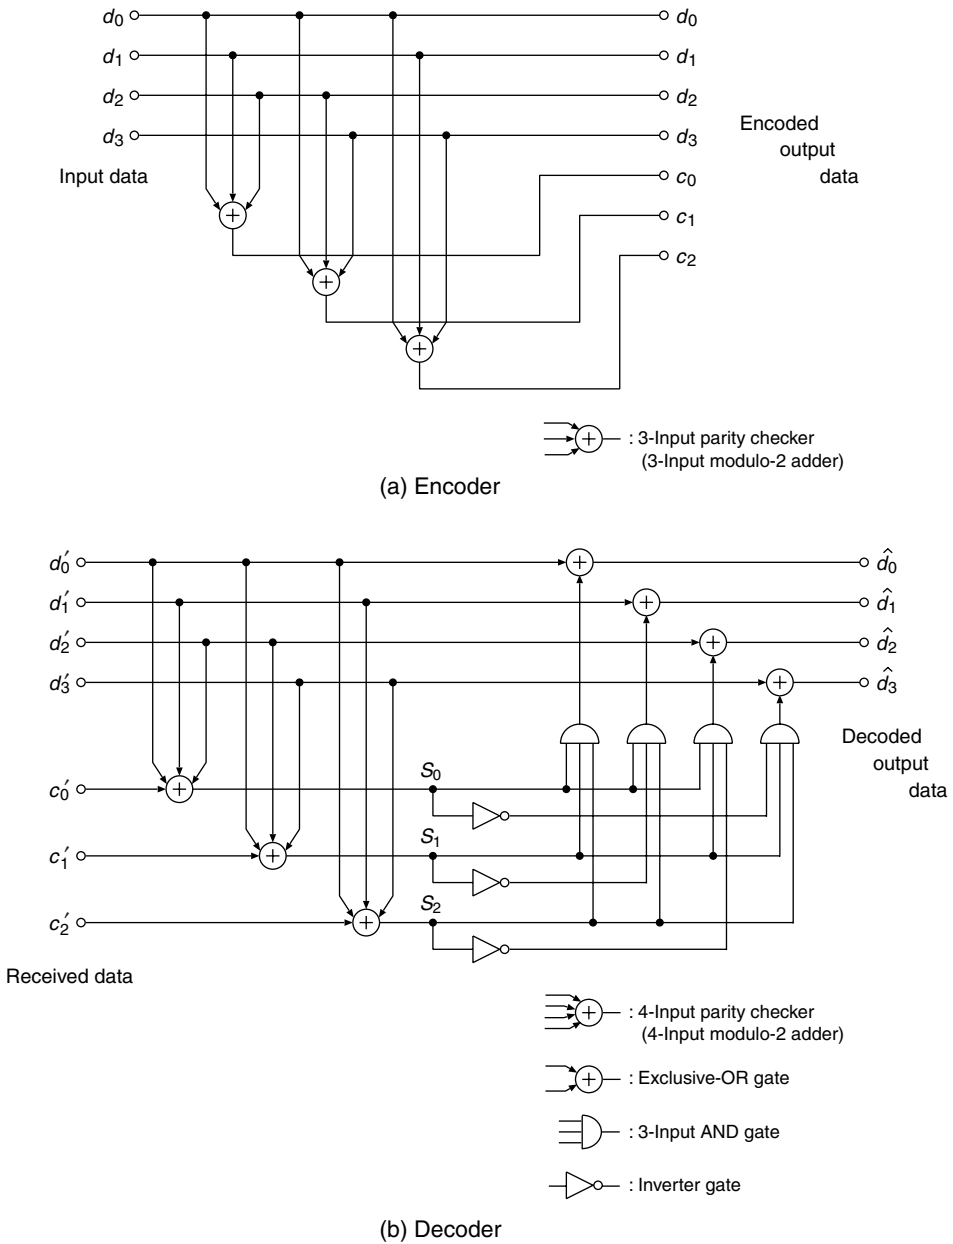 d₀ d₀
d₁ d₁
d₂ d₂
d₃ d₃
Encoded
output
data
Input data
c₀
c₁
c₂
+
+
+
+ : 3-Input parity checker
(3-Input modulo-2 adder)
(a) Encoder
d₀′ + d̂₀
d₁′ + d̂₁
d₂′ + d̂₂
d₃′ + d̂₃
Decoded
output
data
c₀′ + S₀
c₁′ + S₁
c₂′ + S₂
Received data
+ : 4-Input parity checker
(4-Input modulo-2 adder)
+ : Exclusive-OR gate
: 3-Input AND gate
: Inverter gate
(b) Decoder